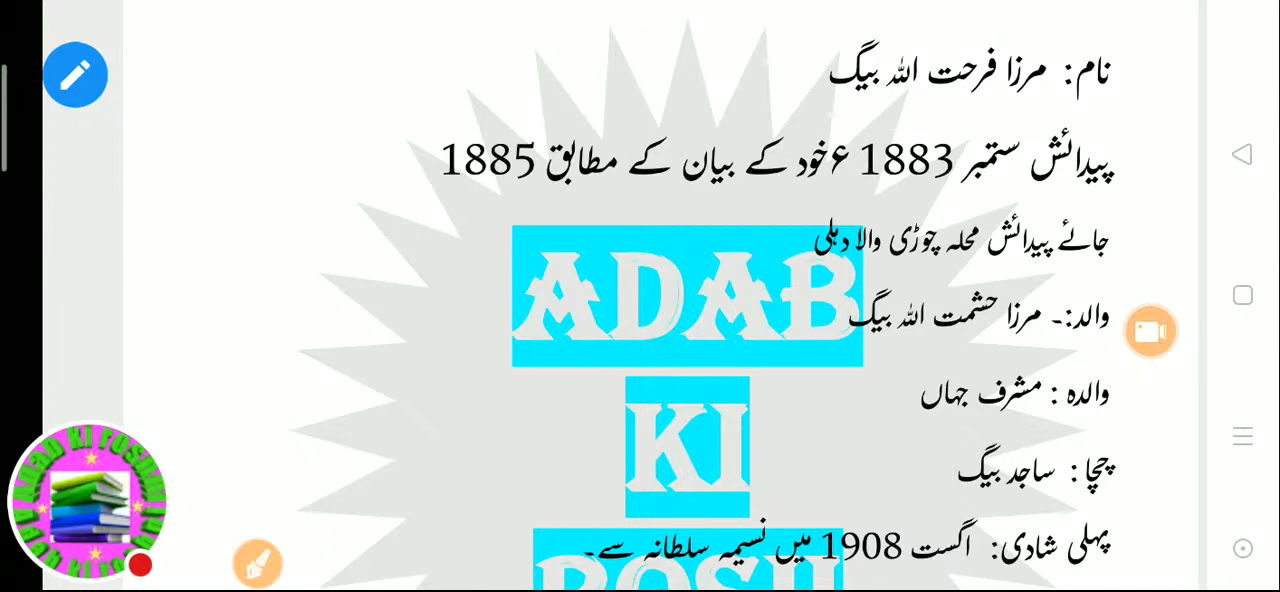 نام: مرزا فرحت اللہ بیگ
پیدائش ستمبر 1883 ءخود کے بیان کے مطابق 1885
جائے پیدائش محلہ چوڑی والا دہلی
والد:۔ مرزا حشمت اللہ بیگ
والدہ : مشرف جہاں
چچا : ساجد بیگ
پہلی شادی: اگست 1908 میں نسیمہ سلطانہ سے۔
ADAB
KI